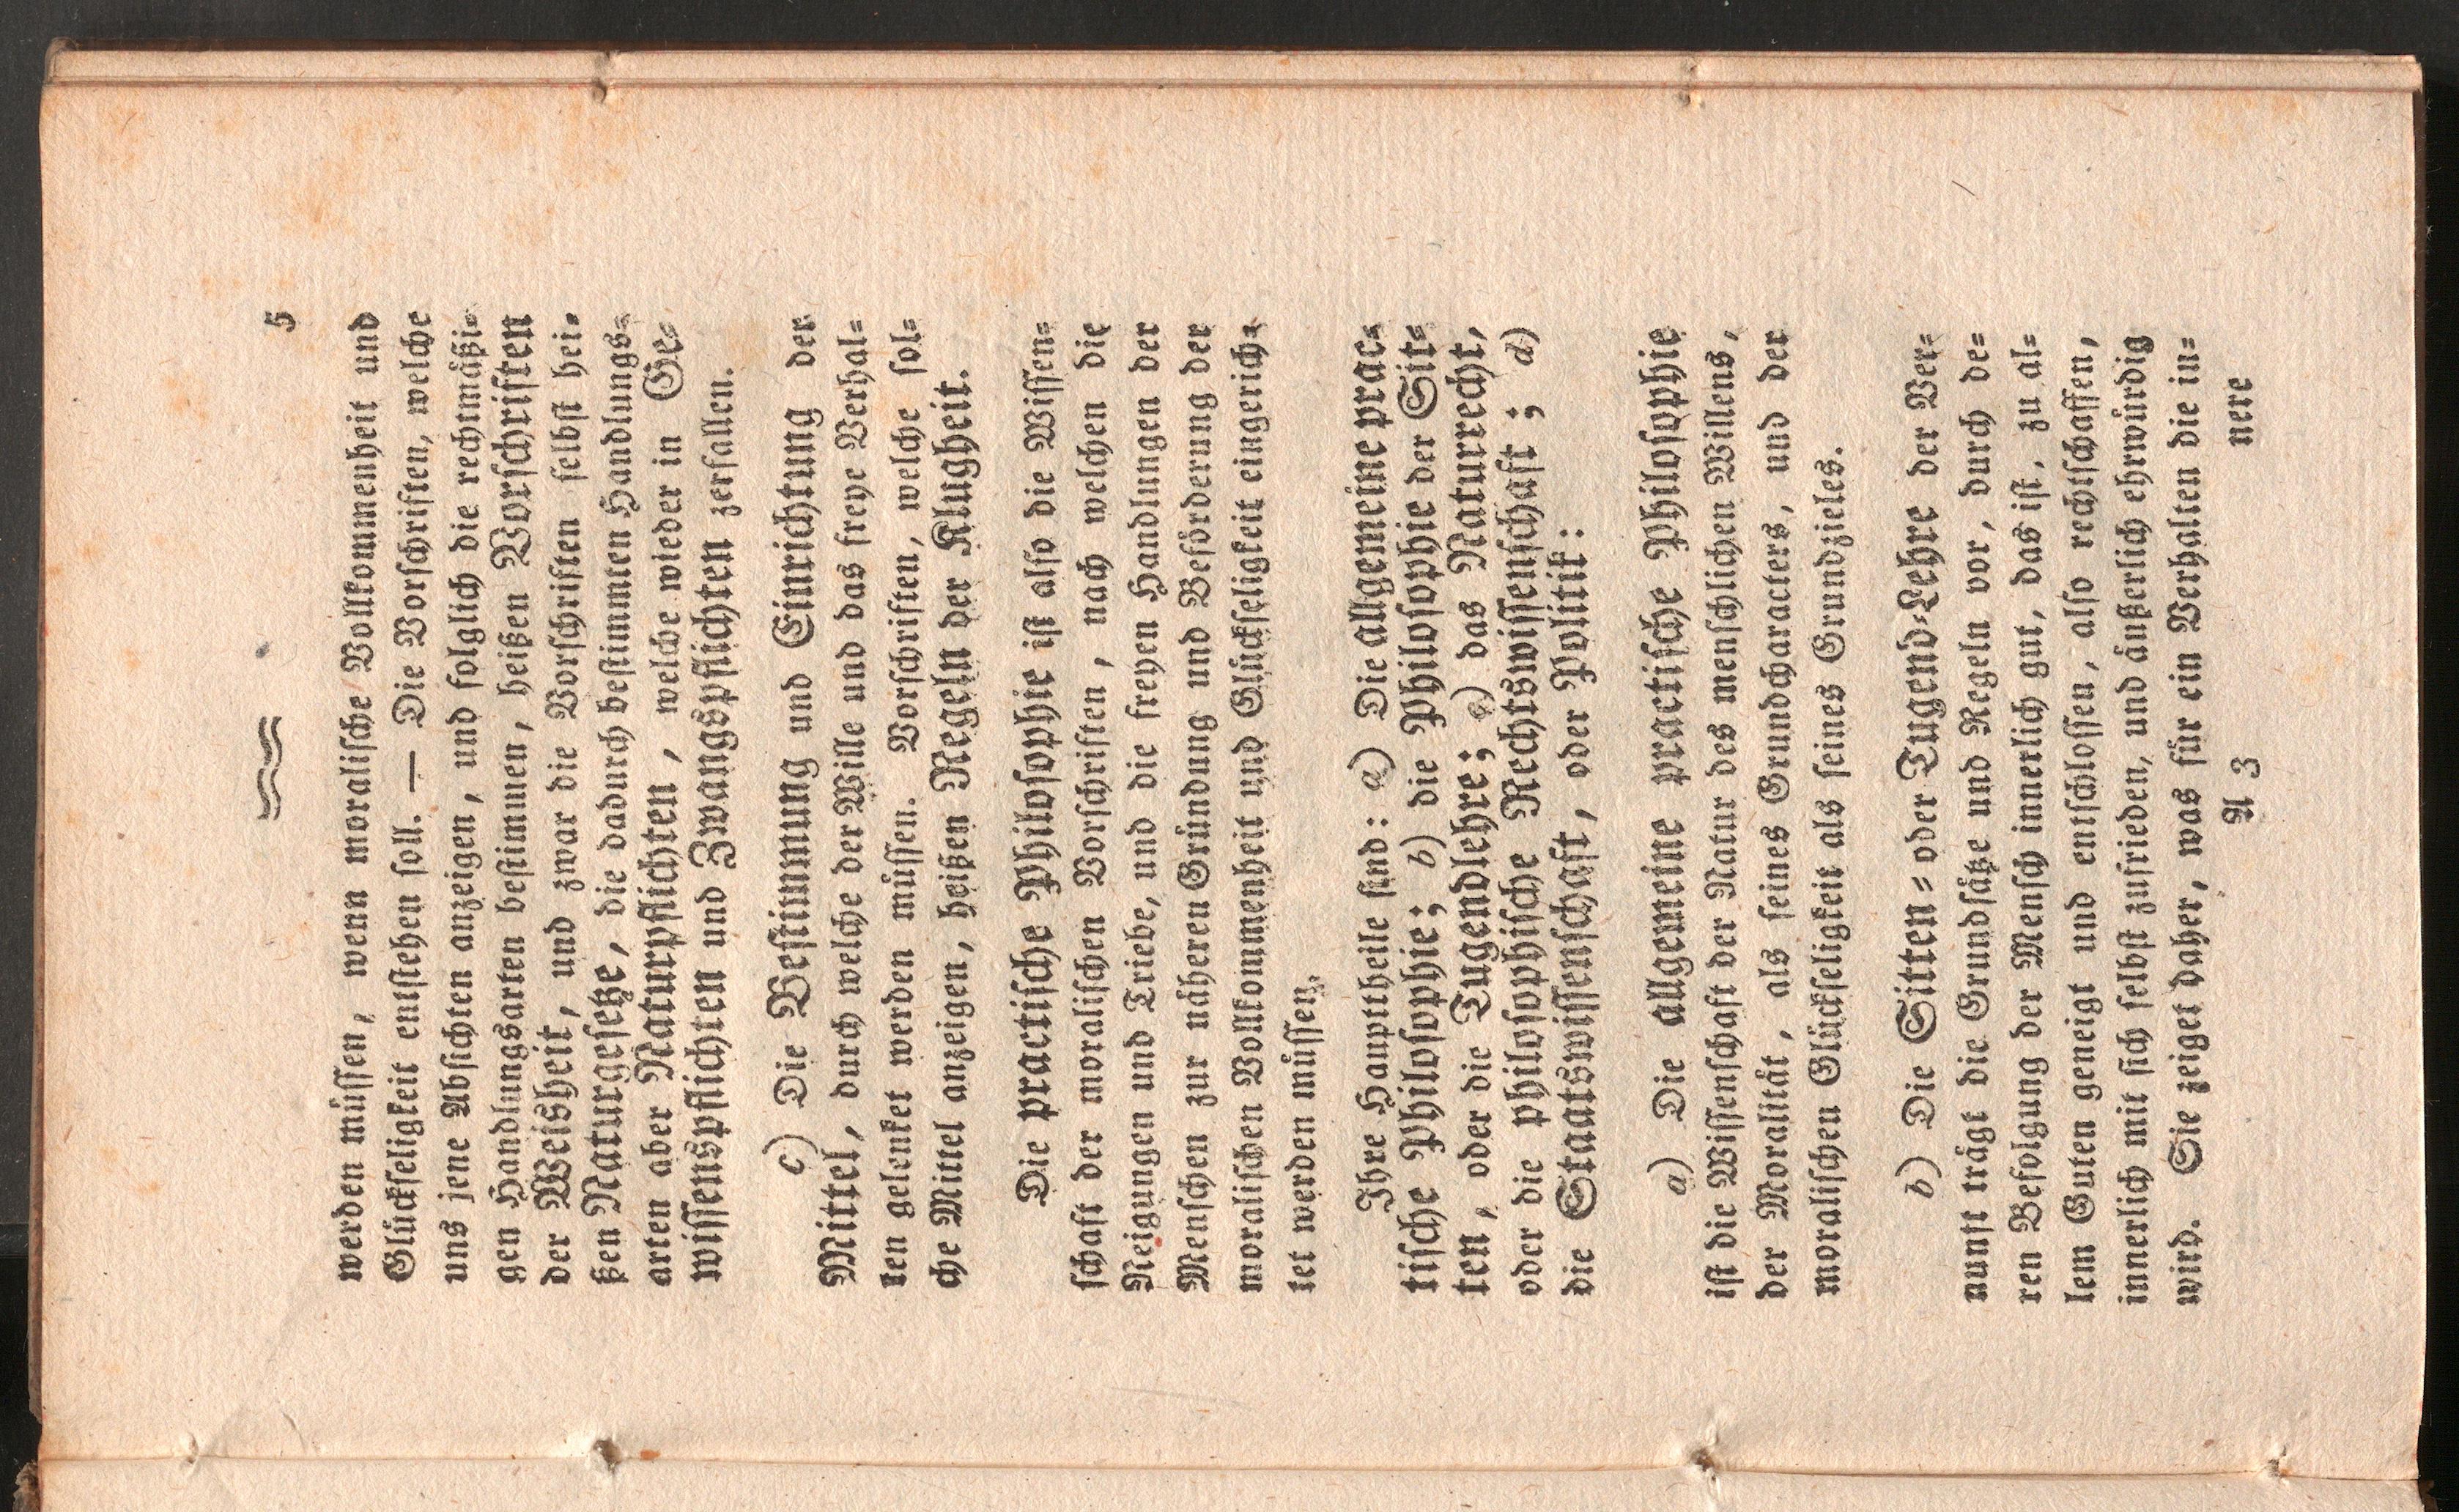 5
werden müssen, wenn moralische Vollkommenheit und
Glückseligkeit entstehen soll. — Die Vorschriften, welche
uns jene Absichten anzeigen, und folglich die rechtmäßi-
gen Handlungsarten bestimmen, heißen Vorschriften
der Weisheit, und zwar die Vorschriften selbst hei-
ßen Naturgesetze, die dadurch bestimmten Handlungs-
arten aber Naturpflichten, welche wieder in Ge-
wissenspflichten und Zwangspflichten zerfallen.
c) Die Bestimmung und Einrichtung der
Mittel, durch welche der Wille und das freye Verhal-
ten gelenket werden müssen. Vorschriften, welche sol-
che Mittel anzeigen, heißen Regeln der Klugheit.
Die practische Philosophie ist also die Wissen-
schaft der moralischen Vorschriften, nach welchen die
Neigungen und Triebe, und die freyen Handlungen der
Menschen zur näheren Gründung und Beförderung der
moralischen Vollkommenheit und Glückseligkeit eingerich-
tet werden müssen.
Ihre Haupttheile sind: a) Die allgemeine prac-
tische Philosophie; b) die Philosophie der Sit-
ten, oder die Tugendlehre; c) das Naturrecht,
oder die philosophische Rechtswissenschaft; d)
die Staatswissenschaft, oder Politik:
a) Die allgemeine practische Philosophie
ist die Wissenschaft der Natur des menschlichen Willens,
der Moralität, als seines Grundcharacters, und der
moralischen Glückseligkeit als seines Grundzieles.
b) Die Sitten- oder Tugend-Lehre der Ver-
nunft trägt die Grundsätze und Regeln vor, durch de-
ren Befolgung der Mensch innerlich gut, das ist, zu al-
lem Guten geneigt und entschlossen, also rechtschaffen,
innerlich mit sich selbst zufrieden, und äußerlich ehrwürdig
wird. Sie zeiget daher, was für ein Verhalten die in-
A 3 nere